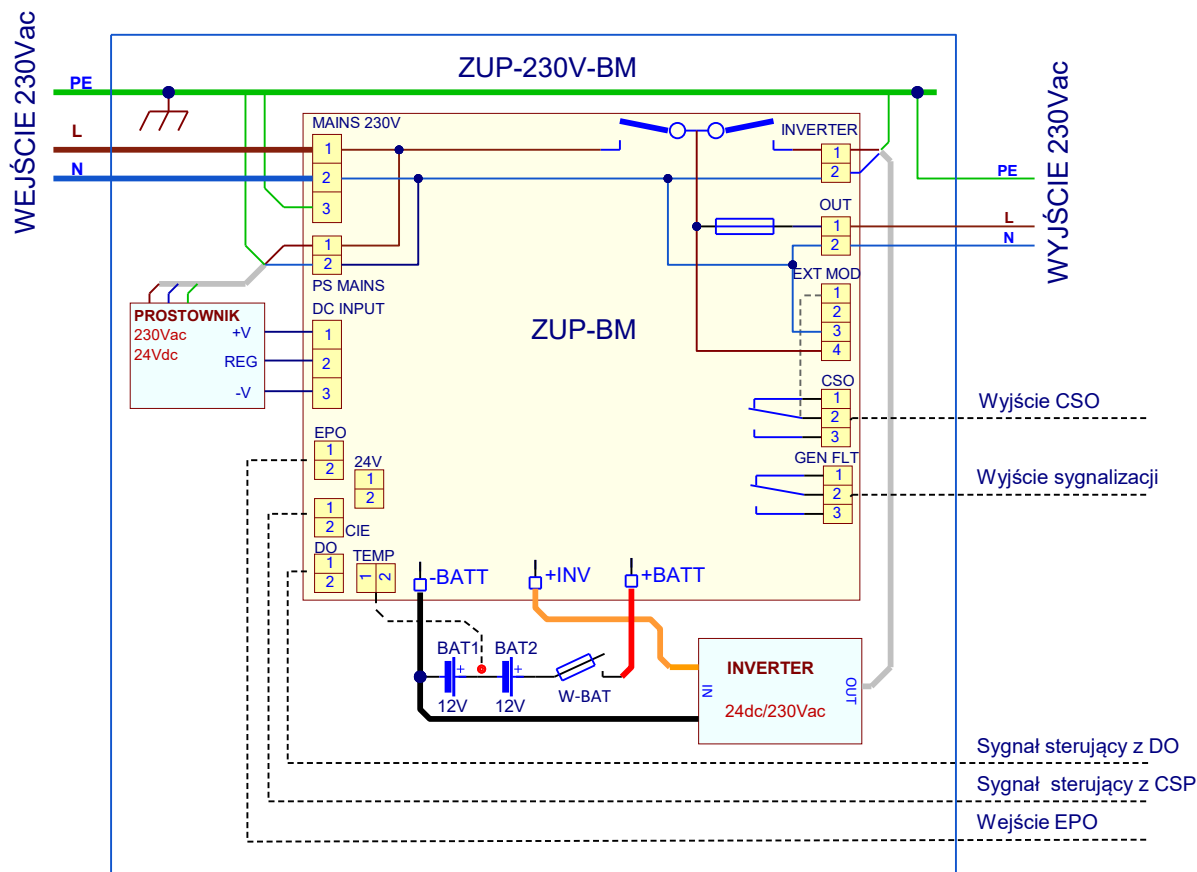 WEJŚCIE 230Vac
PE
L
N
ZUP-230V-BM
WYJŚCIE 230Vac
PE
L
N
MAINS 230V
1
2
3
1
2
PS MAINS
DC INPUT
1
2
3
PROSTOWNIK
230Vac
24Vdc
+V
REG
-V
ZUP-BM
INVERTER
1
2
OUT
1
2
EXT MOD
1
2
3
4
CSO
1
2
3
GEN FLT
1
2
3
Wyjście CSO
Wyjście sygnalizacji
EPO
1
2
24V
1
2
1
2
CIE
DO
1
2
TEMP
1
2
-BATT
+INV
+BATT
BAT1
BAT2
+
+
12V
12V
W-BAT
INVERTER
IN
OUT
24dc/230Vac
Sygnał sterujący z DO
Sygnał sterujący z CSP
Wejście EPO